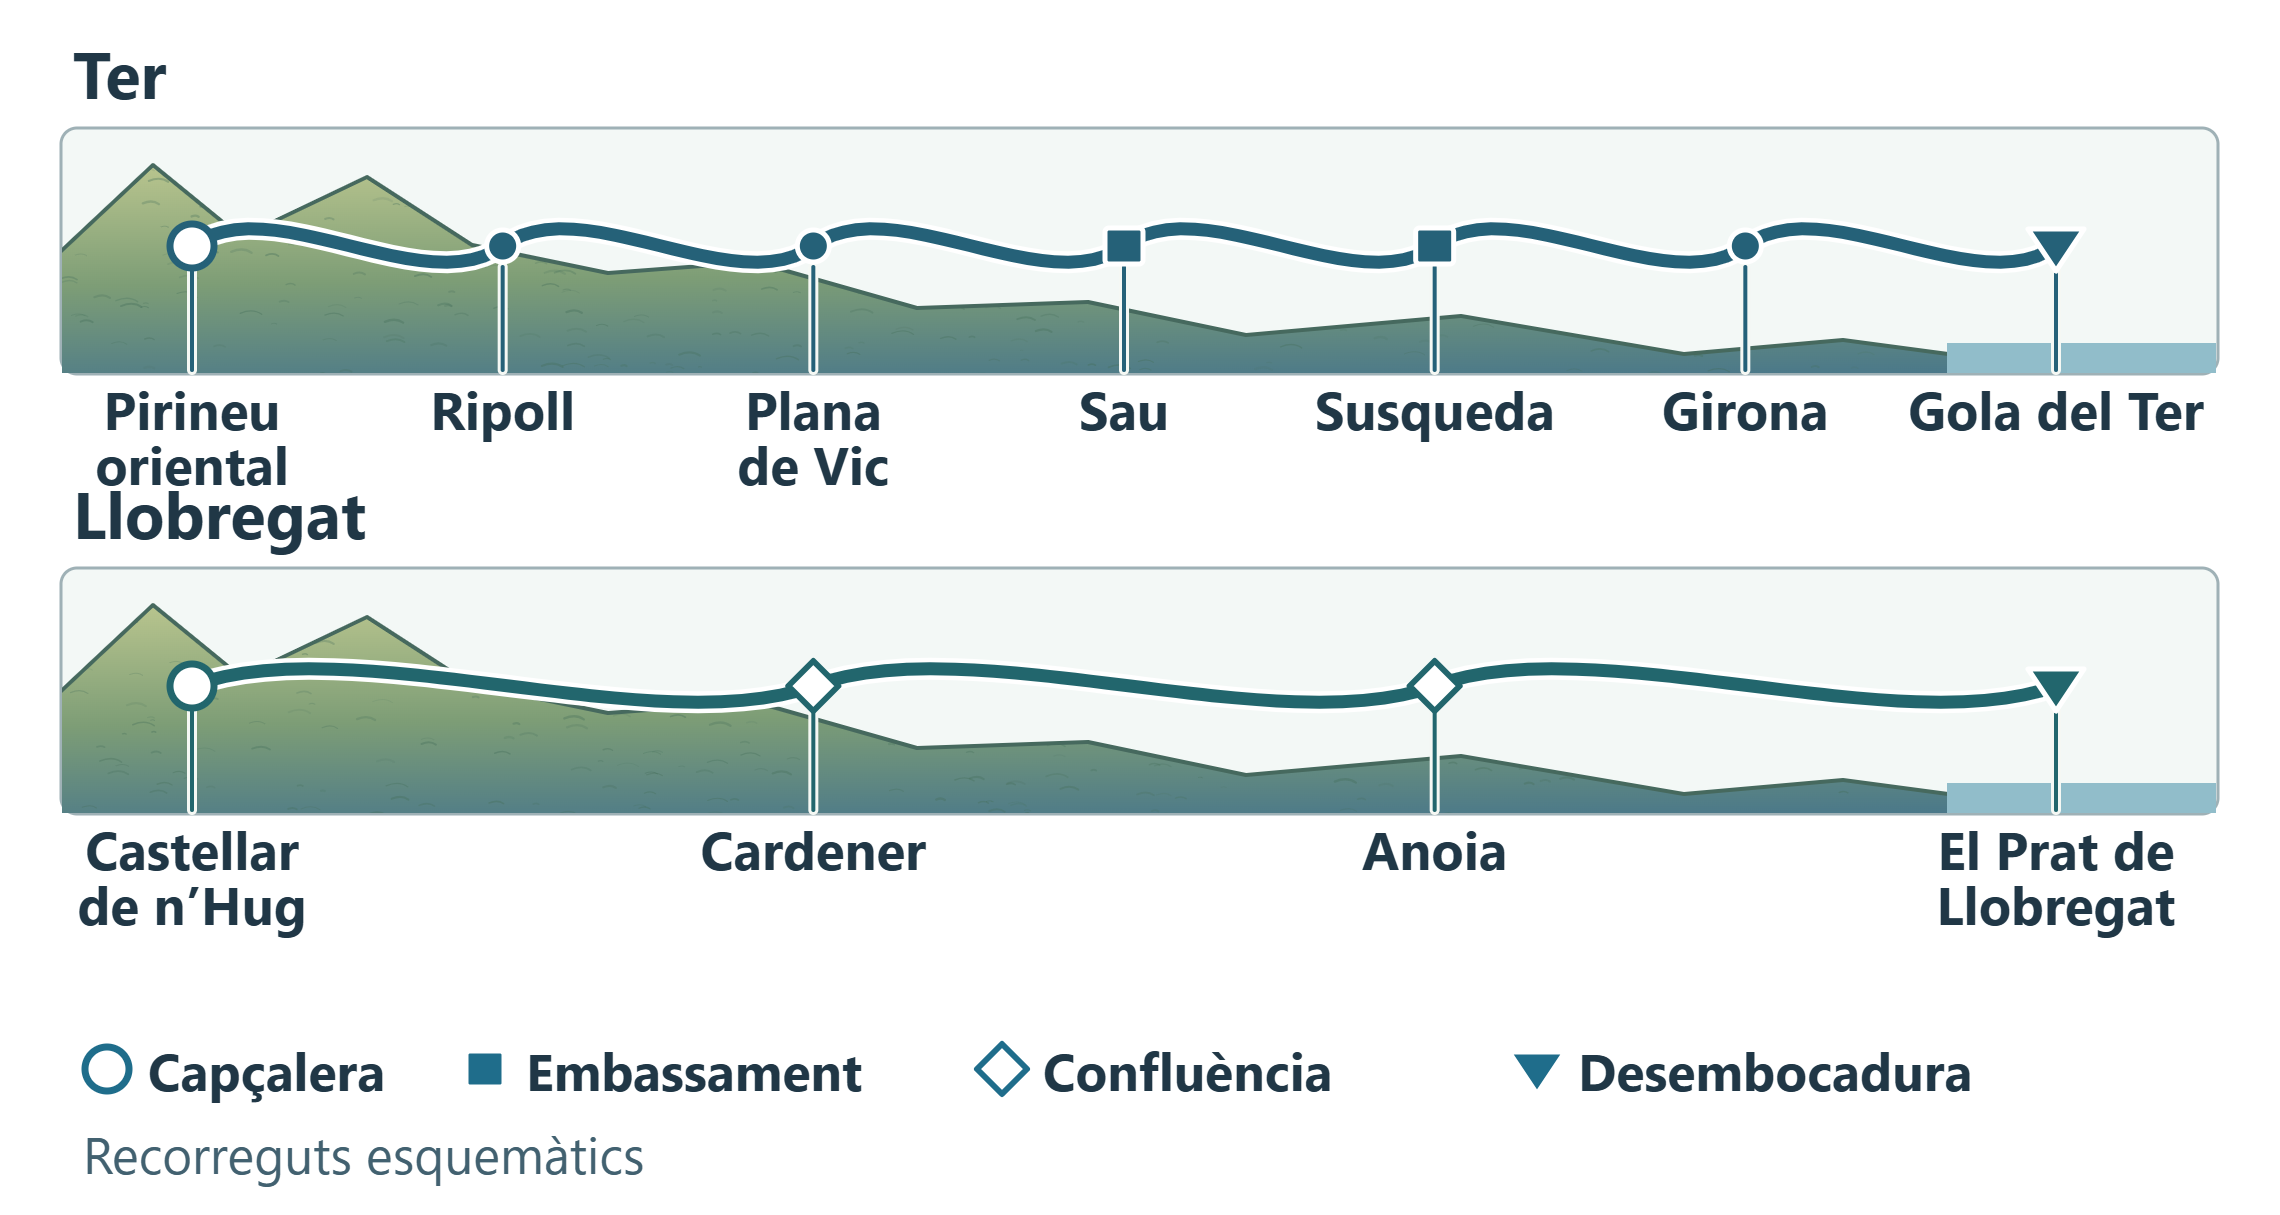 Ter
Pirineu
oriental
Ripoll
Plana
de Vic
Sau
Susqueda
Girona
Gola del Ter
Llobregat
Castellar
de n’Hug
Cardener
Anoia
El Prat de
Llobregat
Capçalera
Embassament
Confluència
Desembocadura
Recorreguts esquemàtics